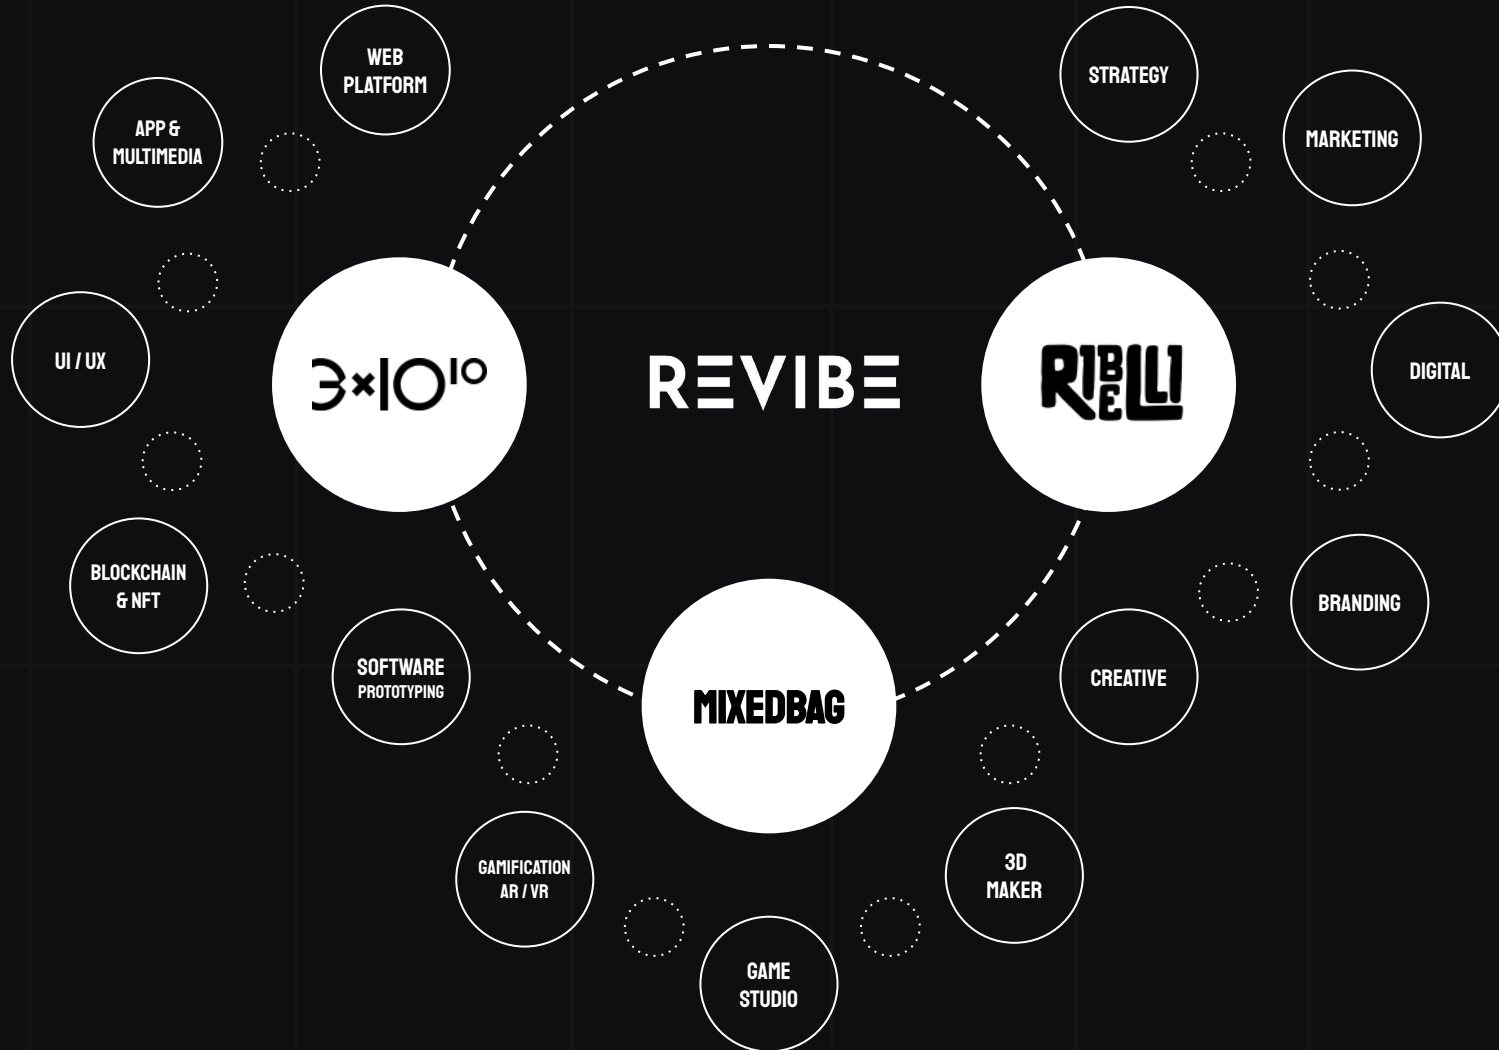 WEB
PLATFORM
STRATEGY
APP &
MULTIMEDIA
MARKETING
UI / UX
3×10¹⁰
REVIBE
RIBELLI
DIGITAL
BLOCKCHAIN
& NFT
BRANDING
SOFTWARE
PROTOTYPING
CREATIVE
MIXEDBAG
GAMIFICATION
AR / VR
3D
MAKER
GAME
STUDIO